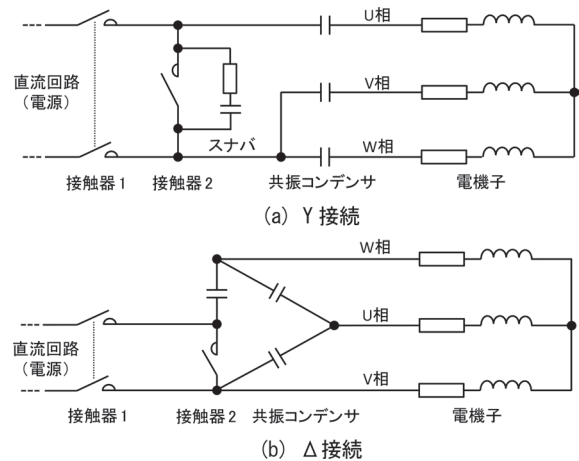 U相
直流回路
(電源)
V相
スナバ
W相
接触器1 接触器2 共振コンデンサ 電機子
(a) Y接続
W相
直流回路
(電源)
U相
V相
接触器1 接触器2 共振コンデンサ 電機子
(b) Δ接続